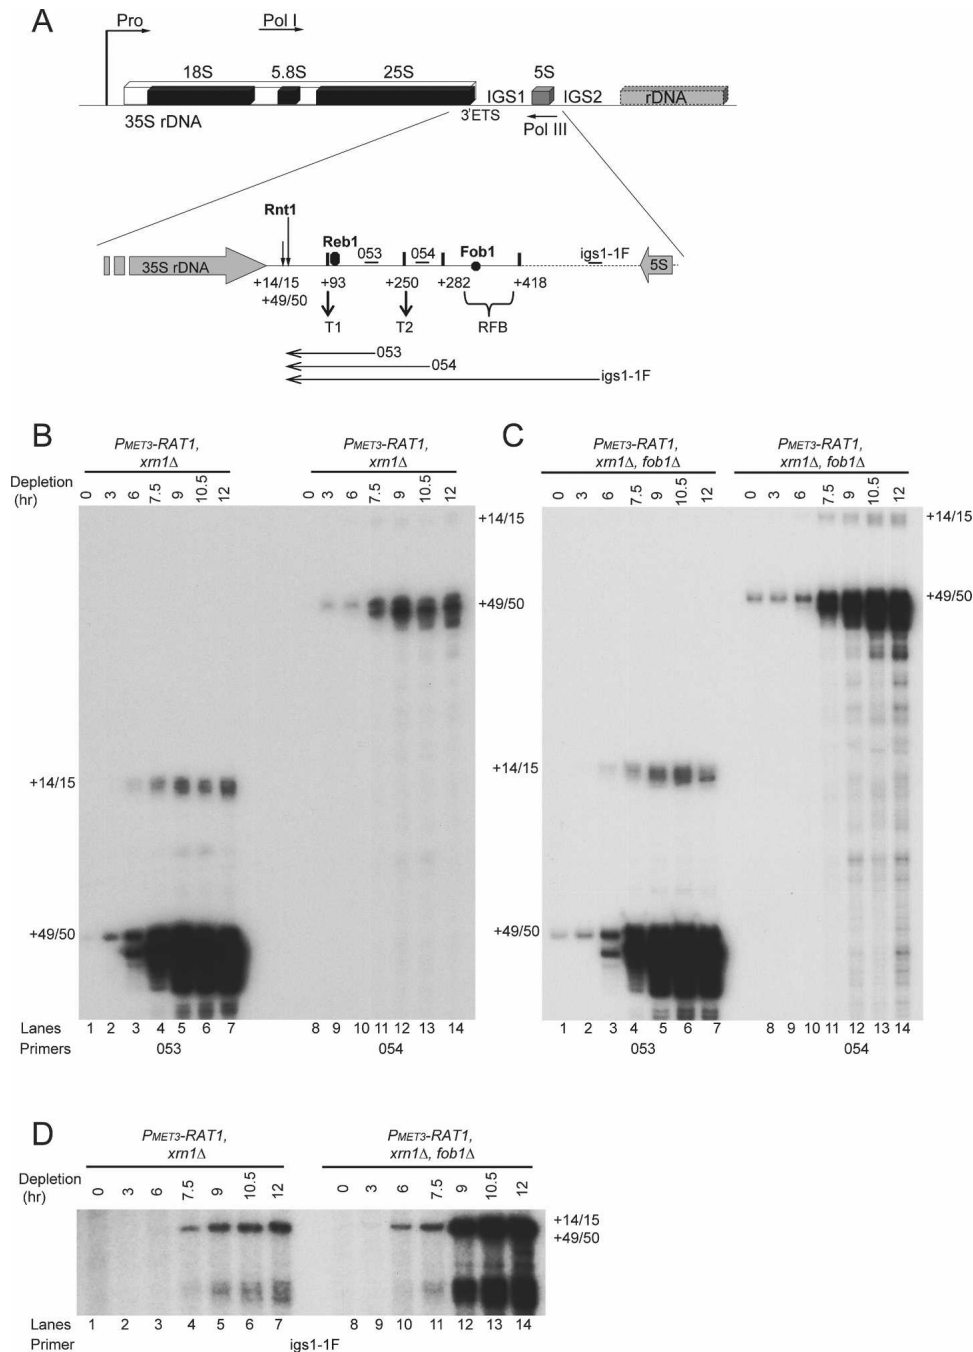 A
Pro
Pol I
18S 5.8S 25S 5S
IGS1 IGS2 rDNA
35S rDNA 3'ETS Pol III
Rnt1
Reb1 053 054 Fob1 igs1-1F
35S rDNA 5S
+14/15 +93 +250 +282 +418
+49/50
T1 T2 RFB
053
054
igs1-1F
B
PMET3-RAT1,
xrn1Δ
PMET3-RAT1,
xrn1Δ
Depletion
(hr)
0 3 6 7.5 9 10.5 12 0 3 6 7.5 9 10.5 12
+14/15
+49/50
+14/15
+49/50
Lanes 1 2 3 4 5 6 7 8 9 10 11 12 13 14
Primers 053 054
C
PMET3-RAT1,
xrn1Δ, fob1Δ
PMET3-RAT1,
xrn1Δ, fob1Δ
0 3 6 7.5 9 10.5 12 0 3 6 7.5 9 10.5 12
+14/15
+49/50
+14/15
+49/50
1 2 3 4 5 6 7 8 9 10 11 12 13 14
053 054
D
PMET3-RAT1,
xrn1Δ
PMET3-RAT1,
xrn1Δ, fob1Δ
Depletion
(hr)
0 3 6 7.5 9 10.5 12 0 3 6 7.5 9 10.5 12
+14/15
+49/50
Lanes 1 2 3 4 5 6 7 8 9 10 11 12 13 14
Primer igs1-1F